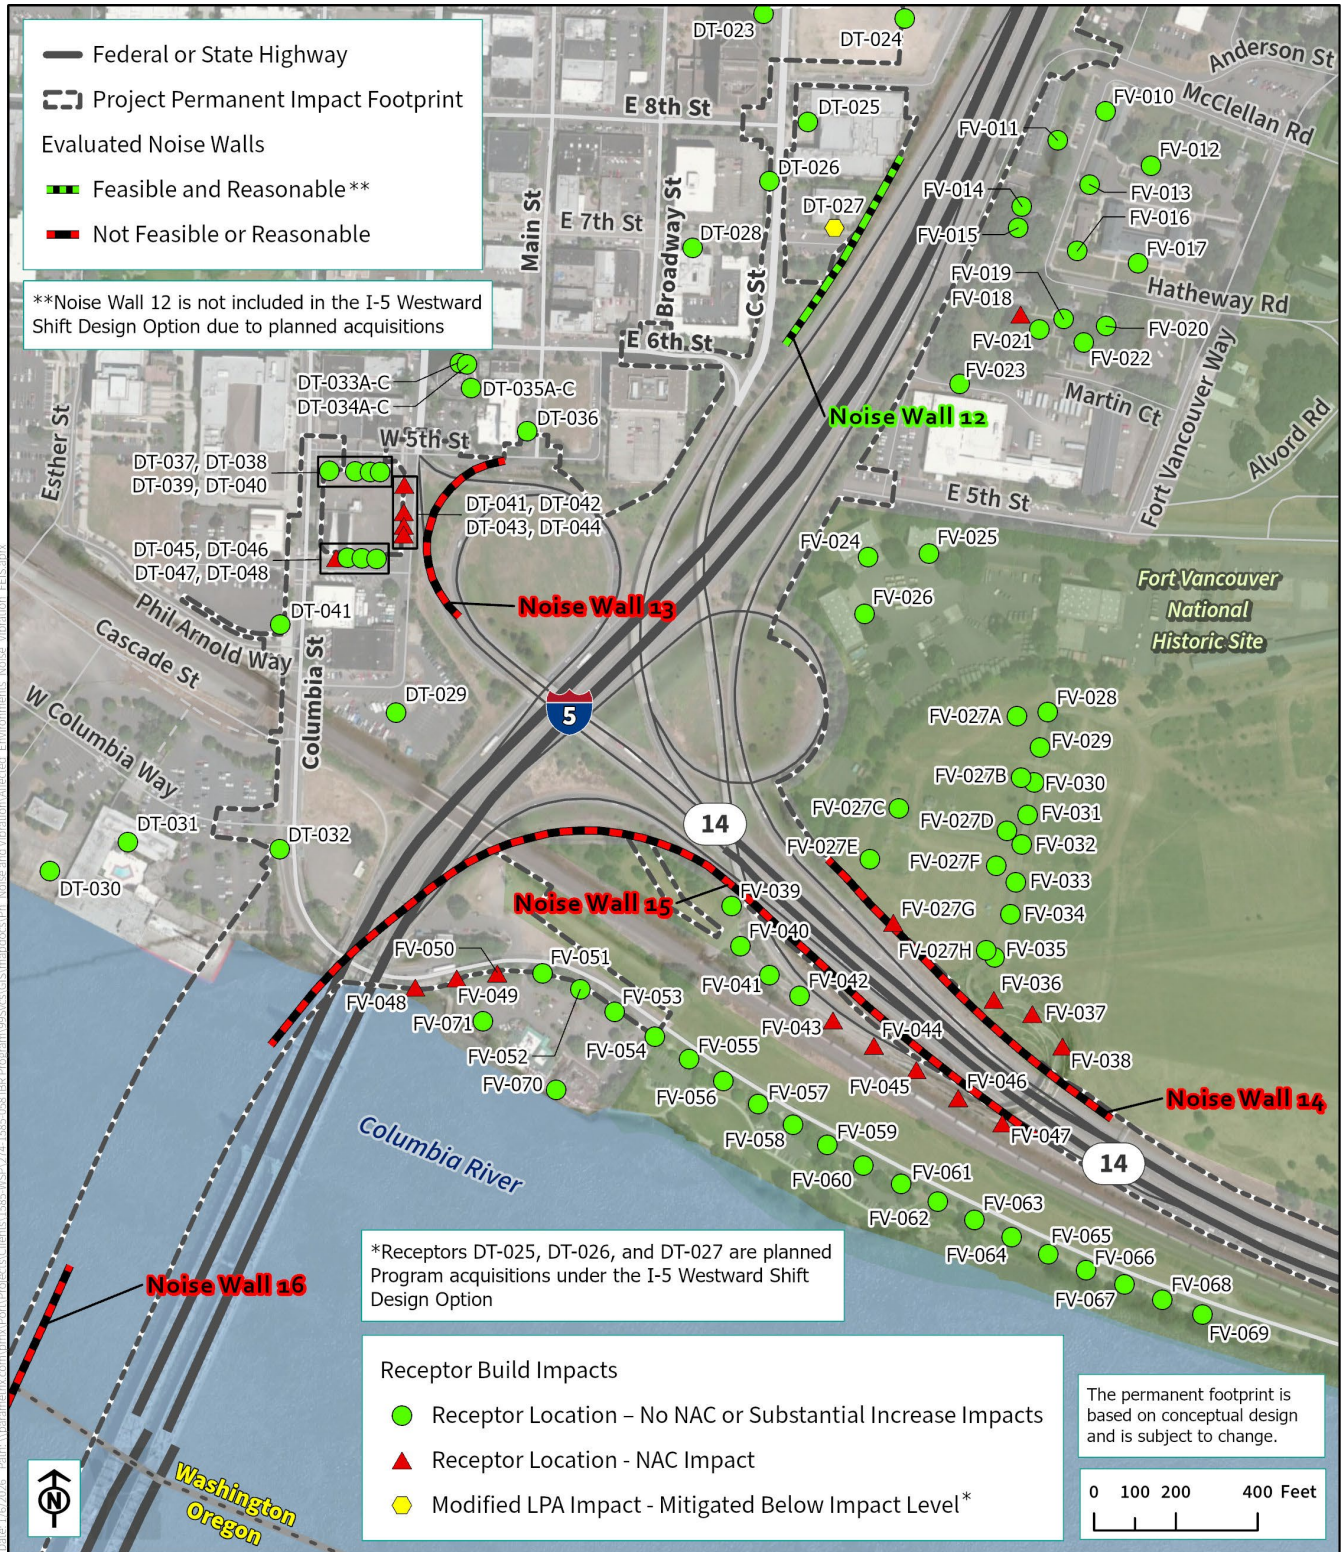 Federal or State Highway
Project Permanent Impact Footprint
Evaluated Noise Walls
Feasible and Reasonable**
Not Feasible or Reasonable
**Noise Wall 12 is not included in the I-5 Westward
Shift Design Option due to planned acquisitions
DT-023
DT-024
Anderson St
McClellan Rd
E 8th St
DT-025
FV-010
FV-011
FV-012
DT-026
FV-013
FV-014
Main St
E 7th St
Broadway St
DT-027
FV-016
FV-015
DT-028
FV-017
C St
FV-019
Hatheway Rd
FV-018
FV-020
E 6th St
FV-021
FV-022
DT-033A-C
DT-034A-C
DT-035A-C
FV-023
Martin Ct
Fort Vancouver Way
Alvord Rd
Esther St
DT-036
Noise Wall 12
W 5th St
DT-037, DT-038
DT-039, DT-040
E 5th St
DT-041, DT-042
DT-043, DT-044
DT-045, DT-046
DT-047, DT-048
FV-024
FV-025
Fort Vancouver
National
Historic Site
Phil Arnold Way
DT-041
Noise Wall 13
FV-026
Cascade St
W Columbia Way
Columbia St
DT-029
5
FV-027A
FV-028
FV-029
FV-027B
FV-030
FV-027C
FV-031
14
FV-027D
DT-031
DT-032
FV-032
FV-027E
FV-027F
DT-030
FV-033
Noise Wall 15
FV-039
FV-027G
FV-034
FV-040
FV-050
FV-051
FV-027H
FV-035
FV-041
FV-042
FV-036
FV-048
FV-049
FV-053
FV-037
FV-071
FV-043
FV-044
FV-052
FV-054
FV-055
FV-038
FV-070
FV-045
FV-046
FV-056
FV-057
Noise Wall 14
Columbia River
FV-058
FV-059
FV-047
FV-060
FV-061
14
FV-062
FV-063
FV-064
FV-065
FV-066
FV-067
FV-068
FV-069
*Receptors DT-025, DT-026, and DT-027 are planned
Program acquisitions under the I-5 Westward Shift
Design Option
Noise Wall 16
Receptor Build Impacts
Receptor Location – No NAC or Substantial Increase Impacts
Receptor Location - NAC Impact
Modified LPA Impact - Mitigated Below Impact Level*
The permanent footprint is
based on conceptual design
and is subject to change.
0 100 200 400 Feet
N
Washington
Oregon